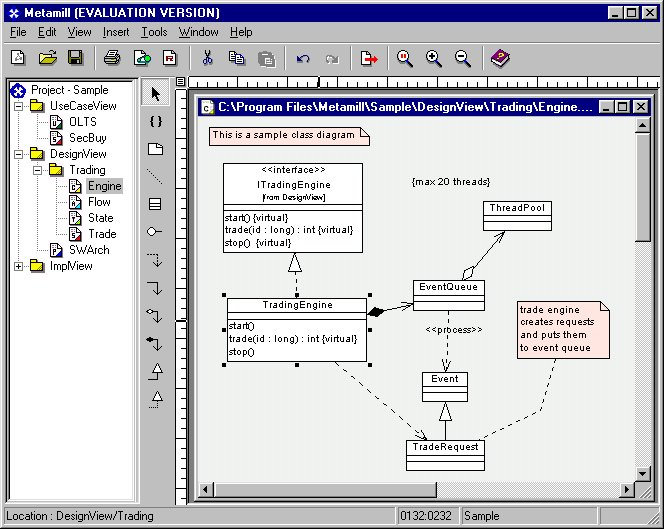 Metamill (EVALUATION VERSION)
File Edit View Insert Tools Window Help
Project - Sample
UseCaseView
OLTS
SecBuy
DesignView
Trading
Engine
Flow
State
Trade
SWArch
ImplView
C:\Program Files\Metamill\Sample\DesignView\Trading\Engine....
This is a sample class diagram
<<interface>>
ITradingEngine
[from DesignView]
start() {virtual}
trade(id : long) : int {virtual}
stop() {virtual}
{max 20 threads}
ThreadPool
EventQueue
TradingEngine
start()
trade(id : long) : int {virtual}
stop()
<<process>>
trade engine
creates requests
and puts them
to event queue
Event
TradeRequest
Location : DesignView/Trading
0132:0232
Sample